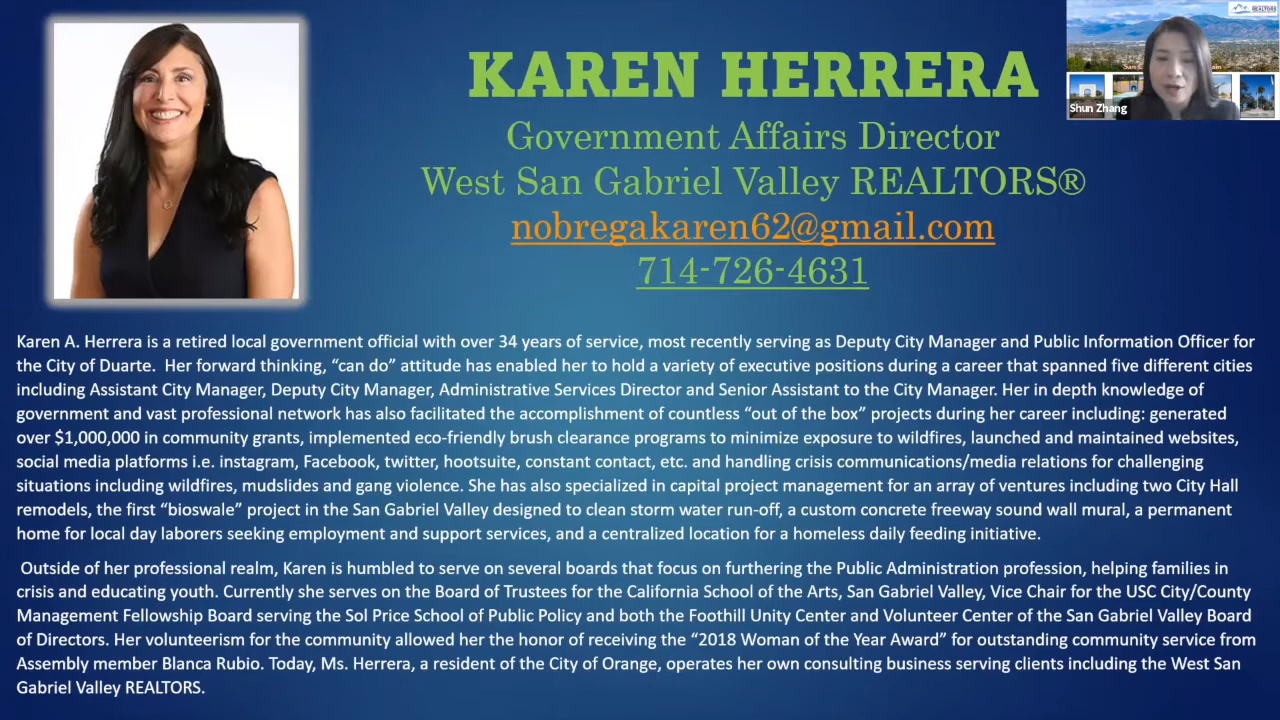 KAREN HERRERA
Government Affairs Director
West San Gabriel Valley REALTORS®
nobregakaren62@gmail.com
714-726-4631
REALTORS
Shun Zhang
Karen A. Herrera is a retired local government official with over 34 years of service, most recently serving as Deputy City Manager and Public Information Officer for
the City of Duarte.  Her forward thinking, “can do” attitude has enabled her to hold a variety of executive positions during a career that spanned five different cities
including Assistant City Manager, Deputy City Manager, Administrative Services Director and Senior Assistant to the City Manager. Her in depth knowledge of
government and vast professional network has also facilitated the accomplishment of countless “out of the box” projects during her career including: generated
over $1,000,000 in community grants, implemented eco-friendly brush clearance programs to minimize exposure to wildfires, launched and maintained websites,
social media platforms i.e. instagram, Facebook, twitter, hootsuite, constant contact, etc. and handling crisis communications/media relations for challenging
situations including wildfires, mudslides and gang violence. She has also specialized in capital project management for an array of ventures including two City Hall
remodels, the first “bioswale” project in the San Gabriel Valley designed to clean storm water run-off, a custom concrete freeway sound wall mural, a permanent
home for local day laborers seeking employment and support services, and a centralized location for a homeless daily feeding initiative.
Outside of her professional realm, Karen is humbled to serve on several boards that focus on furthering the Public Administration profession, helping families in
crisis and educating youth. Currently she serves on the Board of Trustees for the California School of the Arts, San Gabriel Valley, Vice Chair for the USC City/County
Management Fellowship Board serving the Sol Price School of Public Policy and both the Foothill Unity Center and Volunteer Center of the San Gabriel Valley Board
of Directors. Her volunteerism for the community allowed her the honor of receiving the “2018 Woman of the Year Award” for outstanding community service from
Assembly member Blanca Rubio. Today, Ms. Herrera, a resident of the City of Orange, operates her own consulting business serving clients including the West San
Gabriel Valley REALTORS.